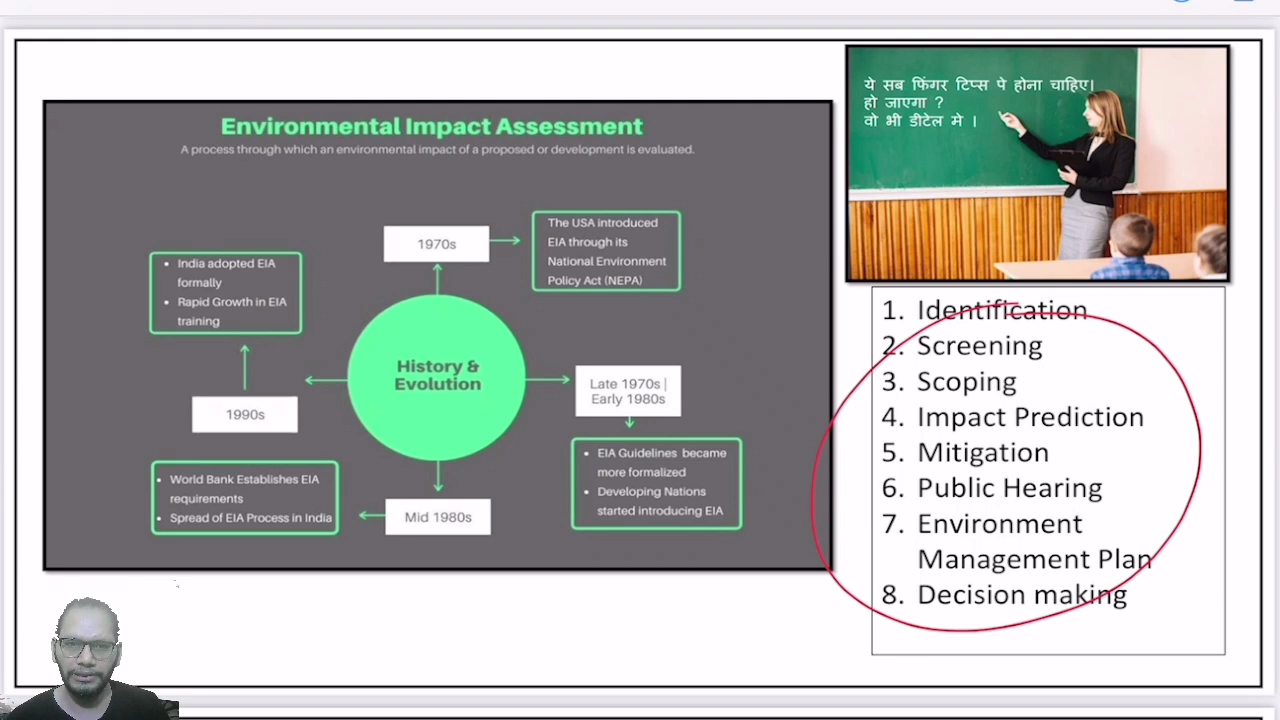 Environmental Impact Assessment
A process through which an environmental impact of a proposed or development is evaluated.
1970s
The USA introduced
EIA through its
National Environment
Policy Act (NEPA)
• India adopted EIA
formally
• Rapid Growth in EIA
training
History &
Evolution
Late 1970s |
Early 1980s
1990s
• EIA Guidelines became
more formalized
• Developing Nations
started introducing EIA
• World Bank Establishes EIA
requirements
• Spread of EIA Process in India
Mid 1980s
ये सब फिंगर टिप्स पे होना चाहिए।
हो जाएगा ?
वो भी डीटेल मे ।
1. Identification
2. Screening
3. Scoping
4. Impact Prediction
5. Mitigation
6. Public Hearing
7. Environment
Management Plan
8. Decision making